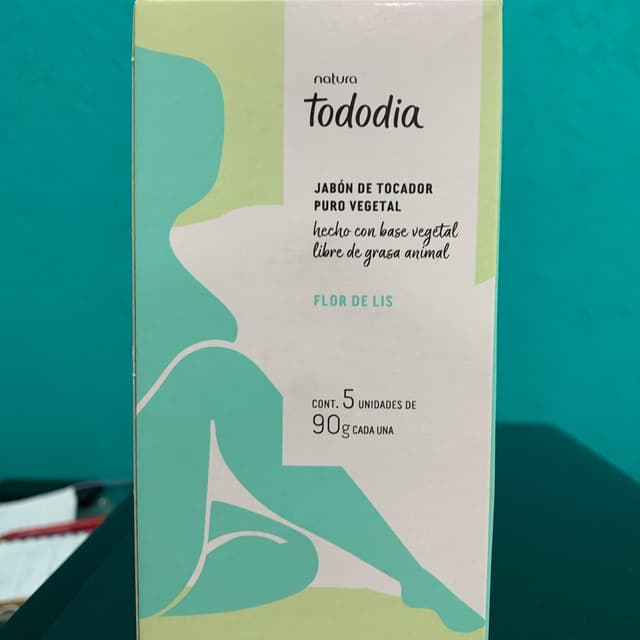 natura
tododia
JABÓN DE TOCADOR
PURO VEGETAL
hecho con base vegetal
libre de grasa animal
FLOR DE LIS
CONT. 5 UNIDADES DE
90g CADA UNA